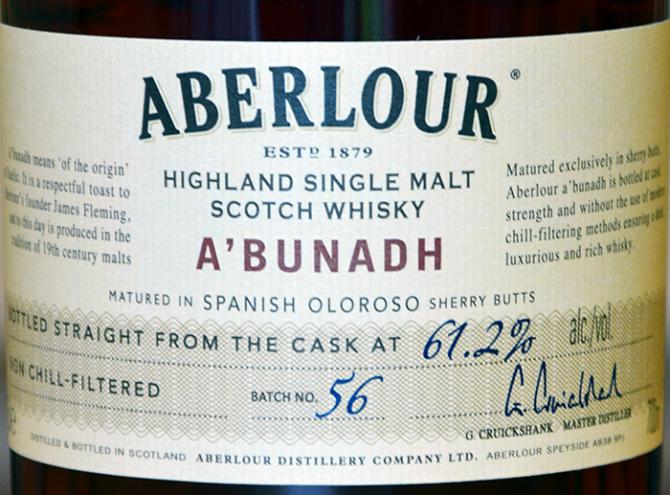 ABERLOUR ®
ESTD 1879
HIGHLAND SINGLE MALT
SCOTCH WHISKY
A'BUNADH
MATURED IN SPANISH OLOROSO SHERRY BUTTS
means 'of the origin'
It is a respectful toast to
founder James Fleming,
to this day is produced in the
of 19th century malts
Matured exclusively in sherry butts,
Aberlour a'bunadh is bottled at cask
strength and without the use of
chill-filtering methods ensuring a
luxurious and rich whisky.
BOTTLED STRAIGHT FROM THE CASK AT 61.2% alc/vol.
NON CHILL-FILTERED
BATCH NO. 56
G. Cruickshank
G. CRUICKSHANK MASTER DISTILLER
DISTILLED & BOTTLED IN SCOTLAND ABERLOUR DISTILLERY COMPANY LTD. ABERLOUR SPEYSIDE AB38 9PJ